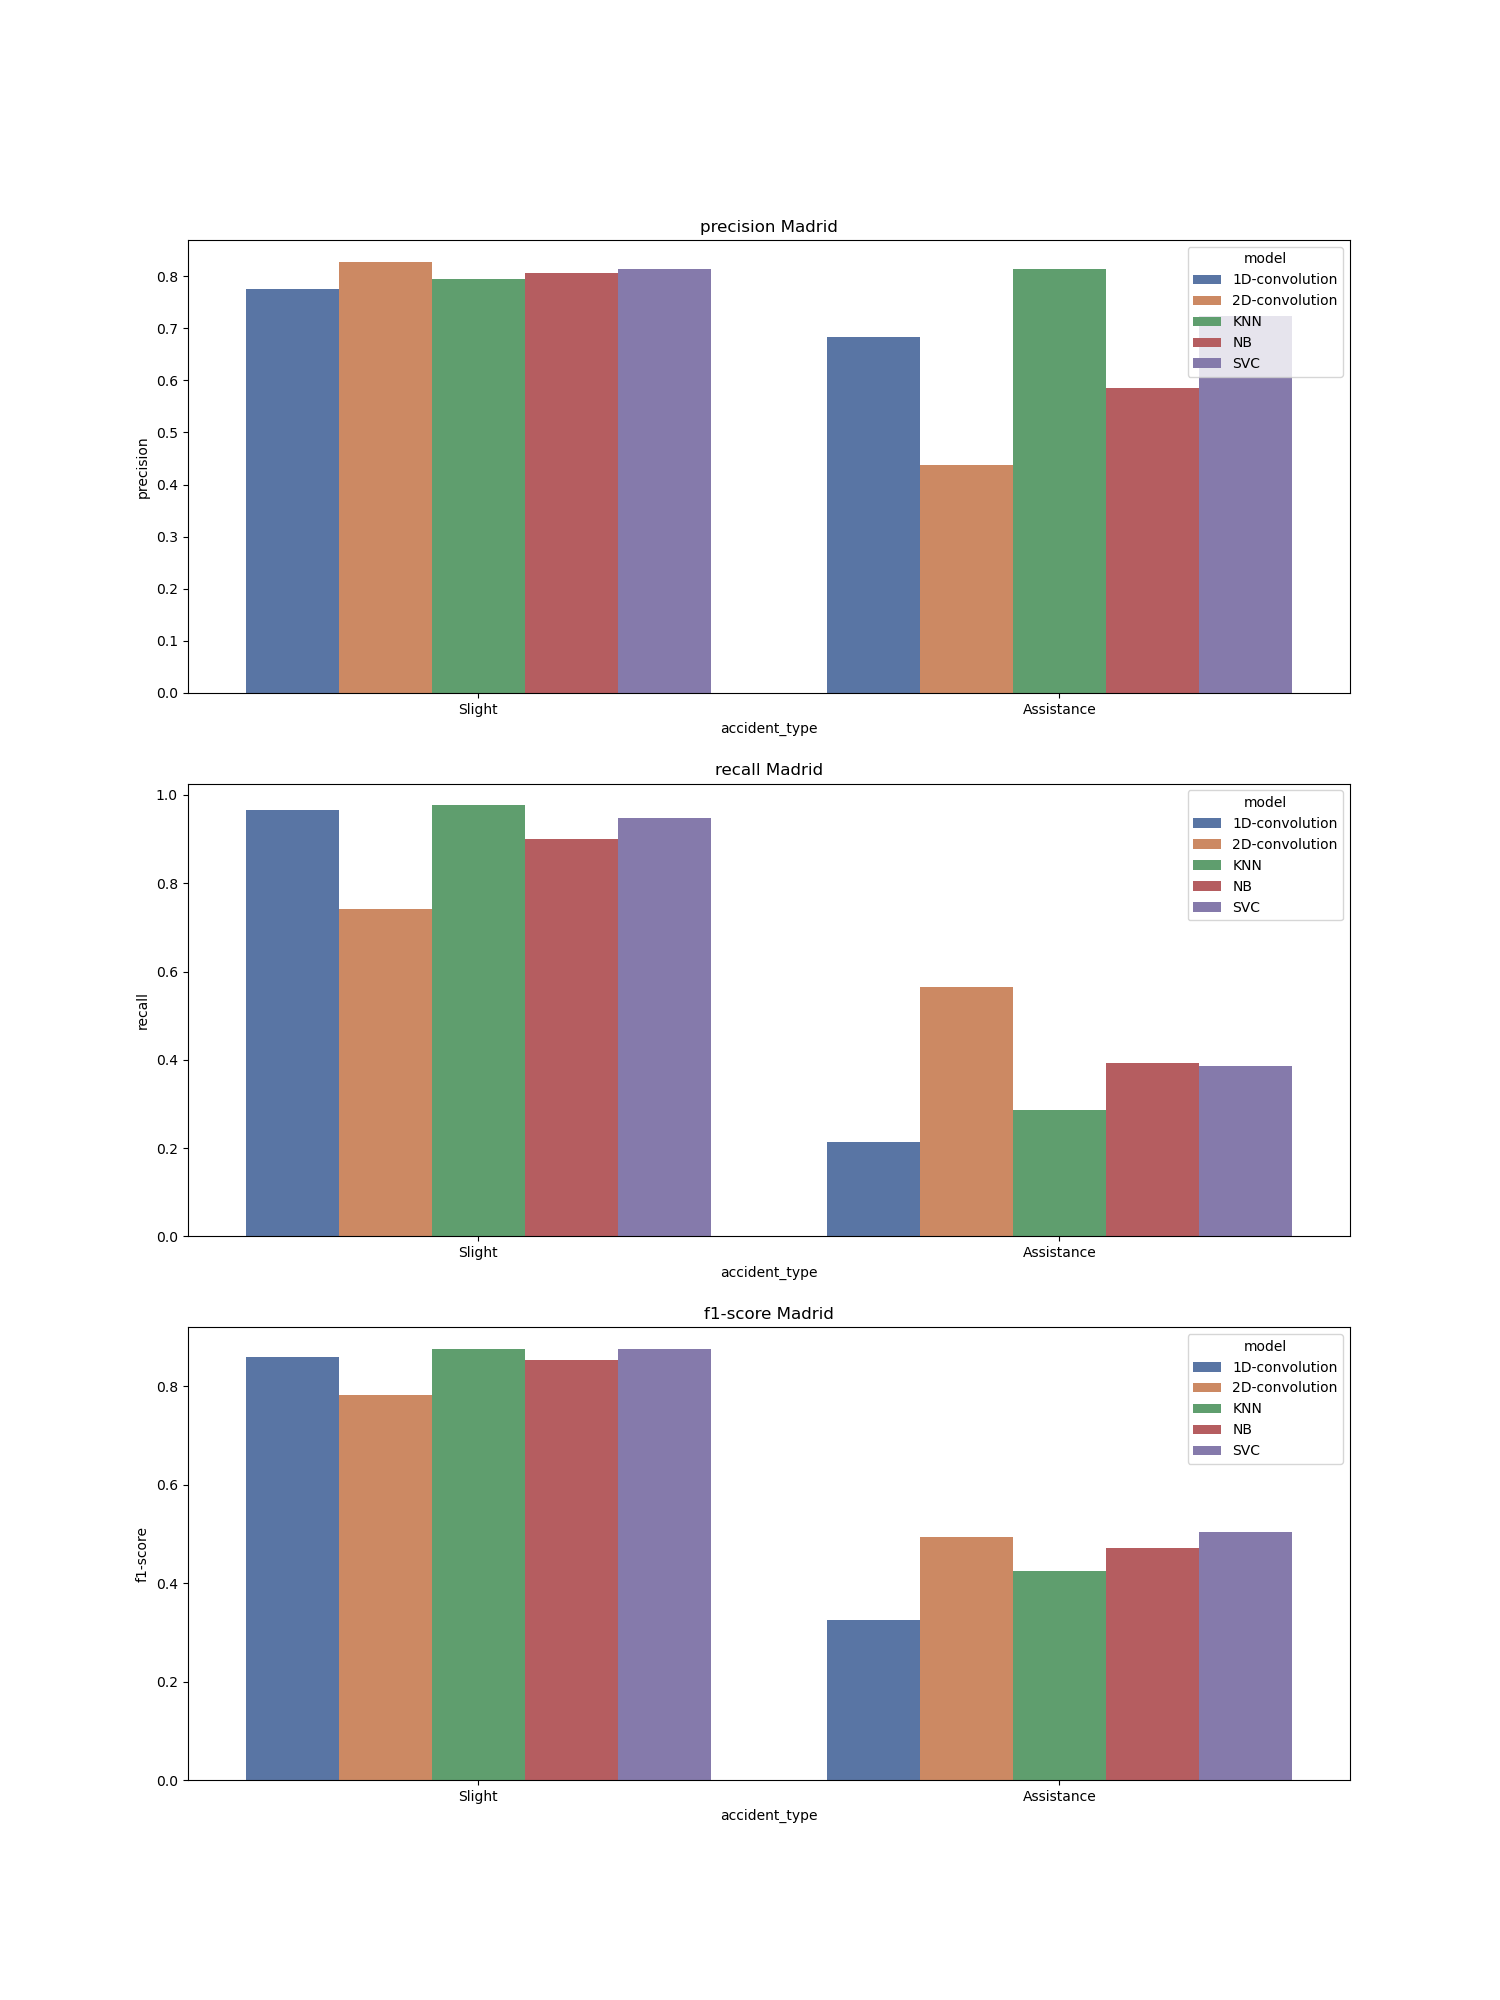 precision Madrid
model
1D-convolution
2D-convolution
KNN
NB
SVC
0.8
0.7
0.6
0.5
0.4
0.3
0.2
0.1
0.0
precision
Slight
Assistance
accident_type
recall Madrid
model
1D-convolution
2D-convolution
KNN
NB
SVC
1.0
0.8
0.6
0.4
0.2
0.0
recall
Slight
Assistance
accident_type
f1-score Madrid
model
1D-convolution
2D-convolution
KNN
NB
SVC
0.8
0.6
0.4
0.2
0.0
f1-score
Slight
Assistance
accident_type